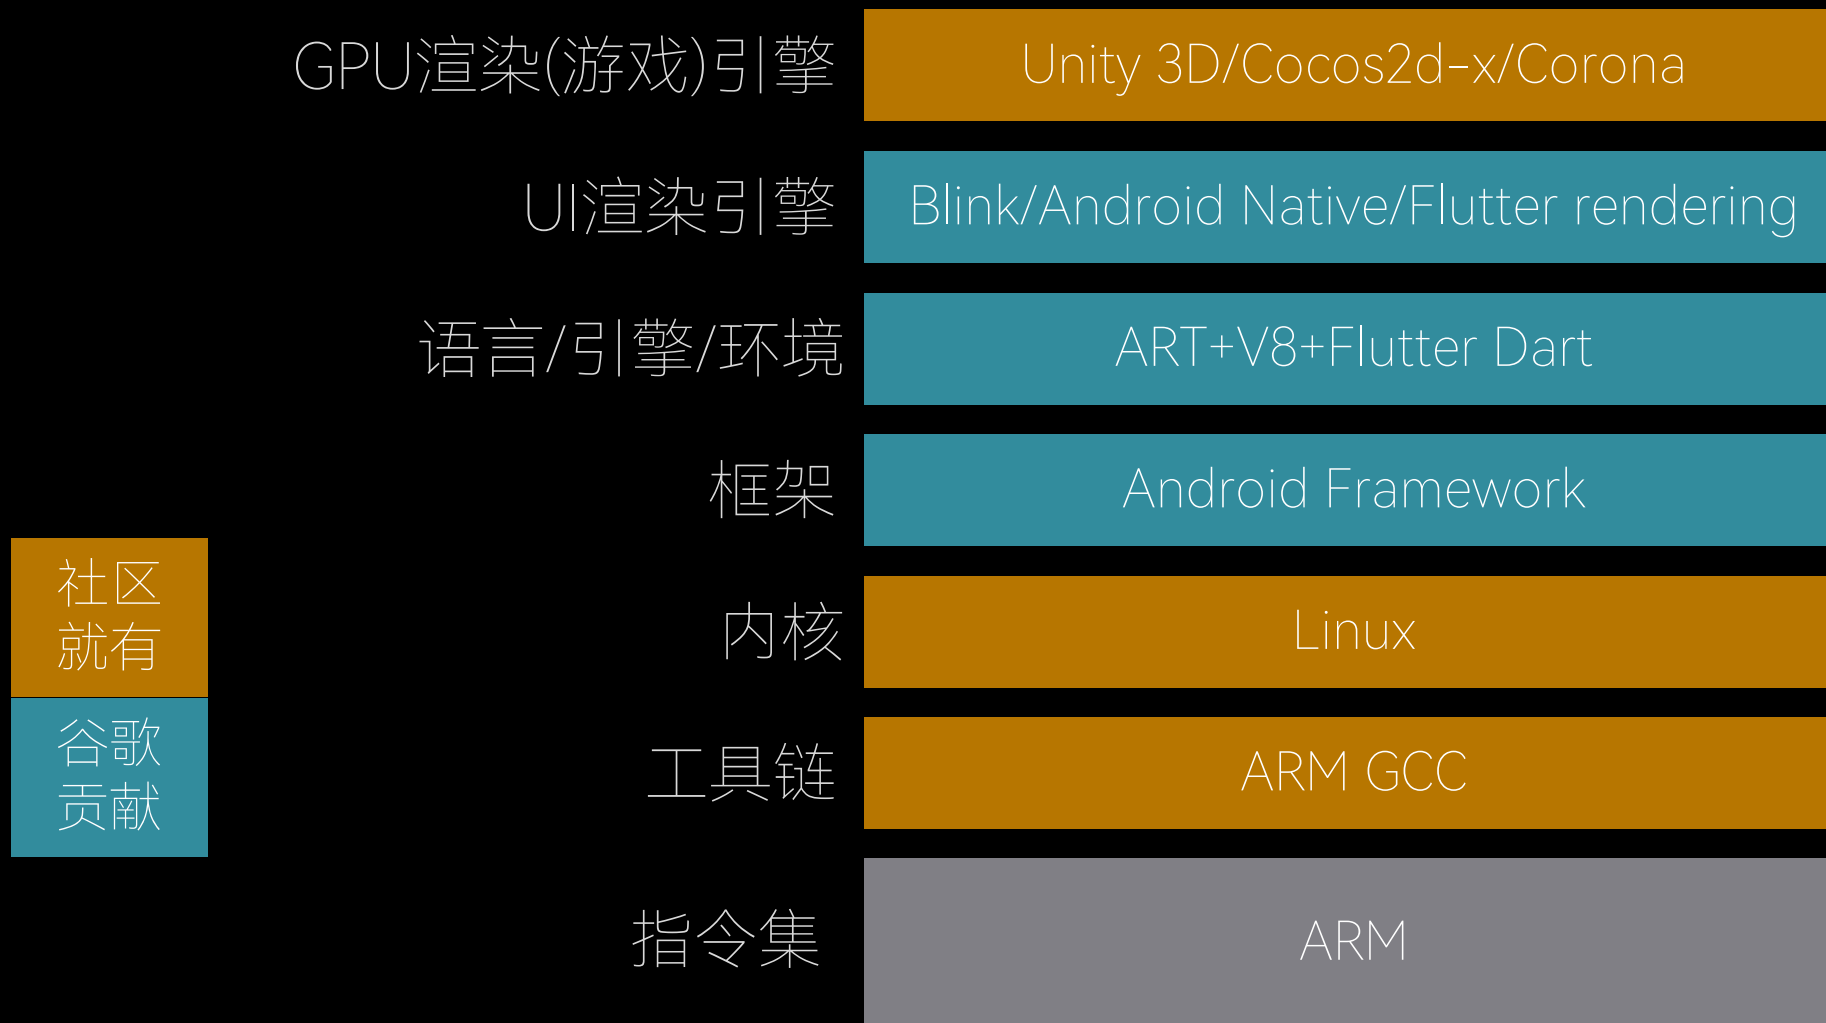 GPU渲染(游戏)引擎
Unity 3D/Cocos2d-x/Corona
UI渲染引擎
Blink/Android Native/Flutter rendering
语言/引擎/环境
ART+V8+Flutter Dart
框架
Android Framework
内核
Linux
工具链
ARM GCC
指令集
ARM
社区
就有
谷歌
贡献